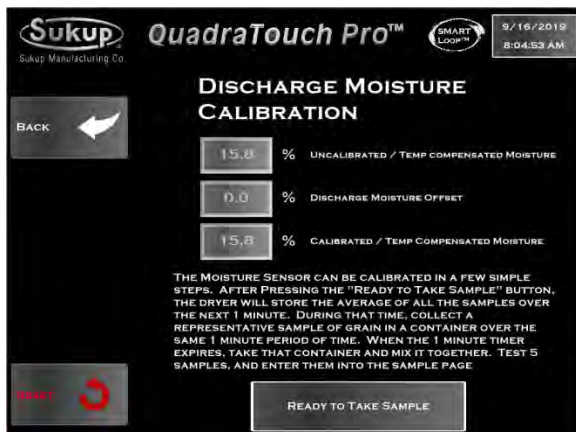 Sukup®
Sukup Manufacturing Co
QuadraTouch Pro™
SMART
LOOP™
9/16/2019
8:04:53 AM
BACK
DISCHARGE MOISTURE
CALIBRATION
15.8 % UNCALIBRATED / TEMP COMPENSATED MOISTURE
0.0 % DISCHARGE MOISTURE OFFSET
15.8 % CALIBRATED / TEMP COMPENSATED MOISTURE
THE MOISTURE SENSOR CAN BE CALIBRATED IN A FEW SIMPLE
STEPS. AFTER PRESSING THE "READY TO TAKE SAMPLE" BUTTON,
THE DRYER WILL STORE THE AVERAGE OF ALL THE SAMPLES OVER
THE NEXT 1 MINUTE. DURING THAT TIME, COLLECT A
REPRESENTATIVE SAMPLE OF GRAIN IN A CONTAINER OVER THE
SAME 1 MINUTE PERIOD OF TIME. WHEN THE 1 MINUTE TIMER
EXPIRES, TAKE THAT CONTAINER AND MIX IT TOGETHER. TEST 5
SAMPLES, AND ENTER THEM INTO THE SAMPLE PAGE
RESET
READY TO TAKE SAMPLE